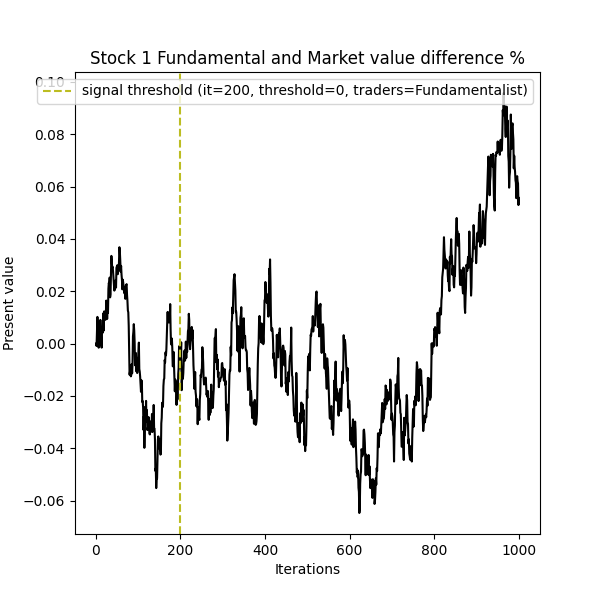 Stock 1 Fundamental and Market value difference %
signal threshold (it=200, threshold=0, traders=Fundamentalist)
0.10
0.08
0.06
0.04
0.02
0.00
−0.02
−0.04
−0.06
Present value
0 200 400 600 800 1000
Iterations